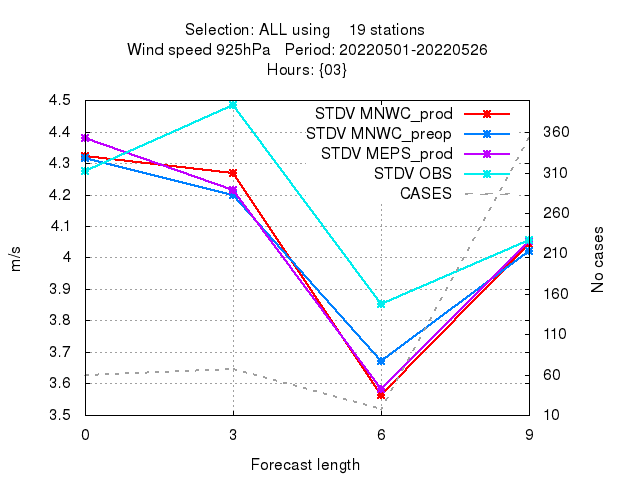 Selection: ALL using    19 stations
Wind speed 925hPa   Period: 20220501-20220526
Hours: {03}
STDV MNWC_prod
STDV MNWC_preop
STDV MEPS_prod
STDV OBS
CASES
4.5
4.4
4.3
4.2
4.1
4
3.9
3.8
3.7
3.6
3.5
m/s
360
310
260
210
160
110
60
10
No cases
0 3 6 9
Forecast length